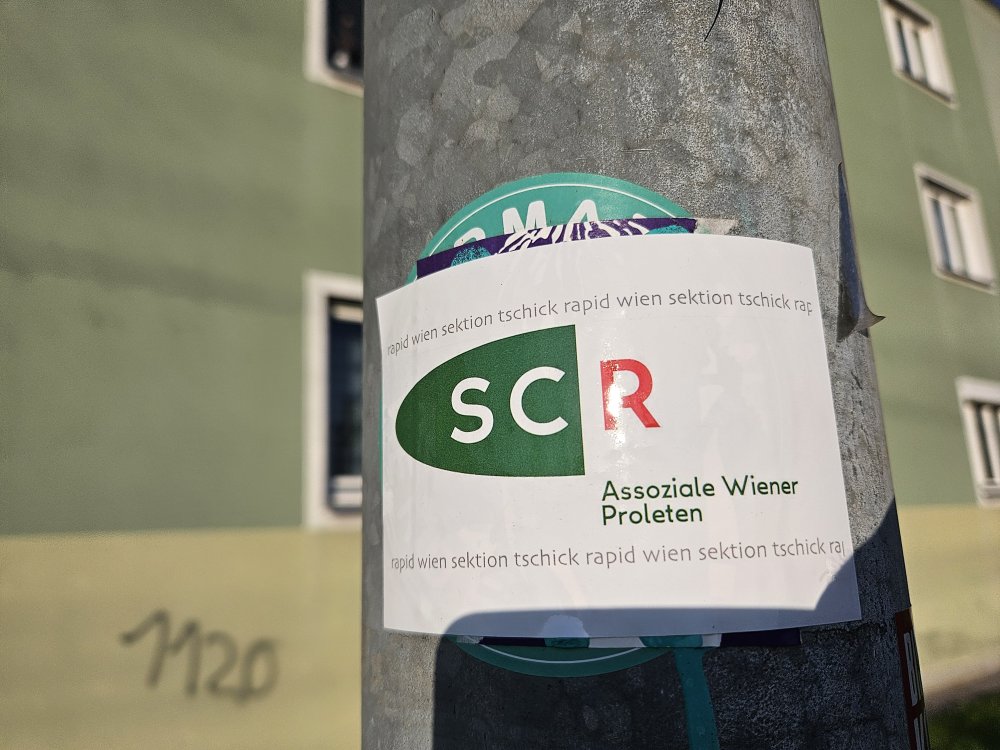 rapid wien sektion tschick rapid wien sektion tschick rap
SCR
Assoziale Wiener
Proleten
rapid wien sektion tschick rapid wien sektion tschick raj
1120